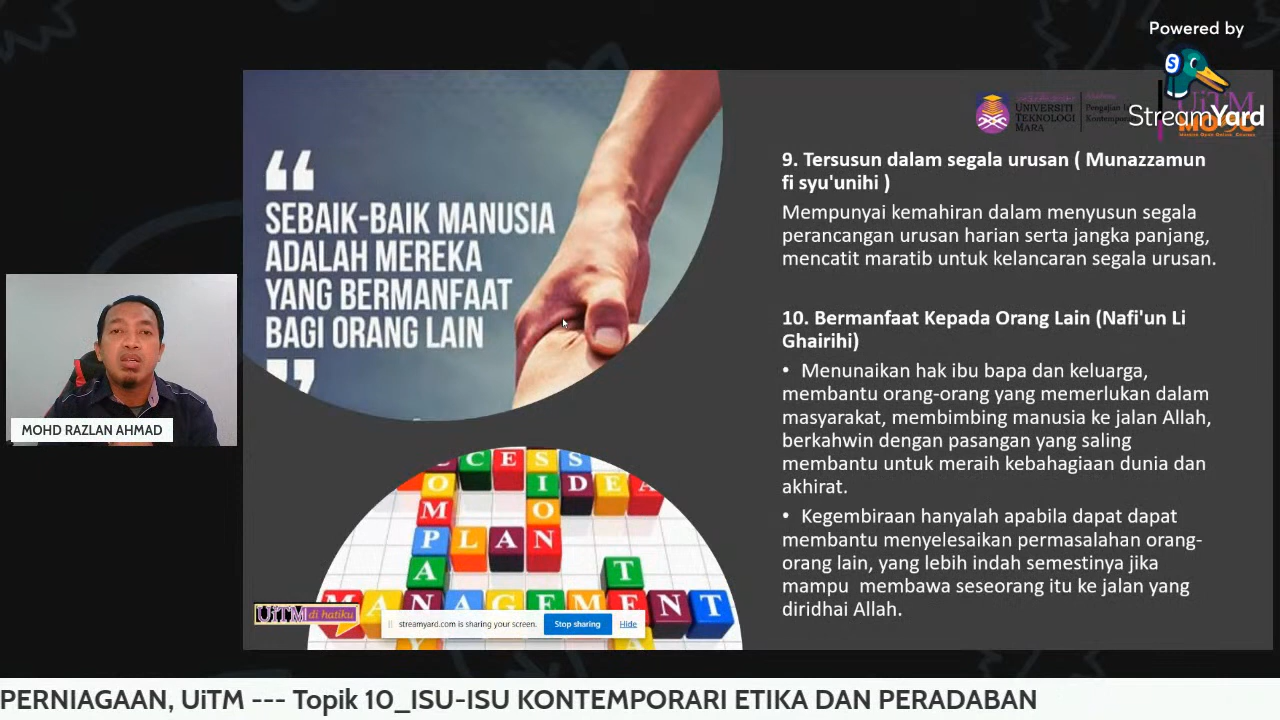 Powered by
StreamYard
UNIVERSITI
TEKNOLOGI
MARA
UiTM
“
SEBAIK-BAIK MANUSIA
ADALAH MEREKA
YANG BERMANFAAT
BAGI ORANG LAIN
”
9. Tersusun dalam segala urusan ( Munazzamun
fi syu'unihi )
Mempunyai kemahiran dalam menyusun segala
perancangan urusan harian serta jangka panjang,
mencatit maratib untuk kelancaran segala urusan.
10. Bermanfaat Kepada Orang Lain (Nafi'un Li
Ghairihi)
• Menunaikan hak ibu bapa dan keluarga,
membantu orang-orang yang memerlukan dalam
masyarakat, membimbing manusia ke jalan Allah,
berkahwin dengan pasangan yang saling
membantu untuk meraih kebahagiaan dunia dan
akhirat.
• Kegembiraan hanyalah apabila dapat dapat
membantu menyelesaikan permasalahan orang-
orang lain, yang lebih indah semestinya jika
mampu  membawa seseorang itu ke jalan yang
diridhai Allah.
MOHD RAZLAN AHMAD
PLAN
MANAGEMENT
UiTM di hatiku
streamyard.com is sharing your screen.
Stop sharing
Hide
PERNIAGAAN, UiTM --- Topik 10_ISU-ISU KONTEMPORARI ETIKA DAN PERADABAN